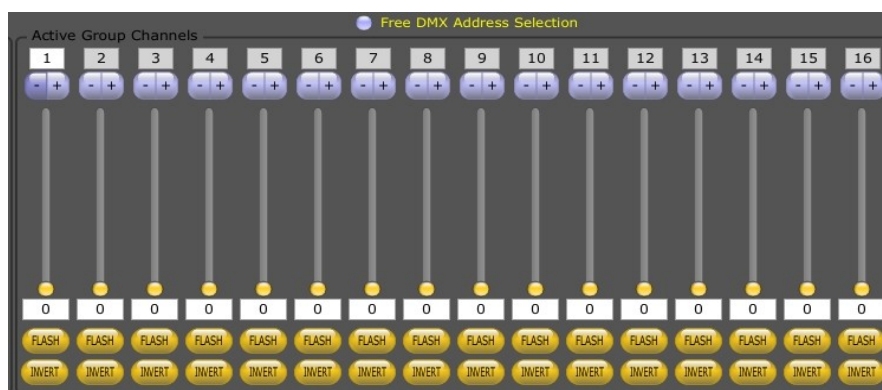 Free DMX Address Selection
Active Group Channels
1 2 3 4 5 6 7 8 9 10 11 12 13 14 15 16
- + - + - + - + - + - + - + - + - + - + - + - + - + - + - + - +
0 0 0 0 0 0 0 0 0 0 0 0 0 0 0 0
FLASH FLASH FLASH FLASH FLASH FLASH FLASH FLASH FLASH FLASH FLASH FLASH FLASH FLASH FLASH FLASH
INVERT INVERT INVERT INVERT INVERT INVERT INVERT INVERT INVERT INVERT INVERT INVERT INVERT INVERT INVERT INVERT